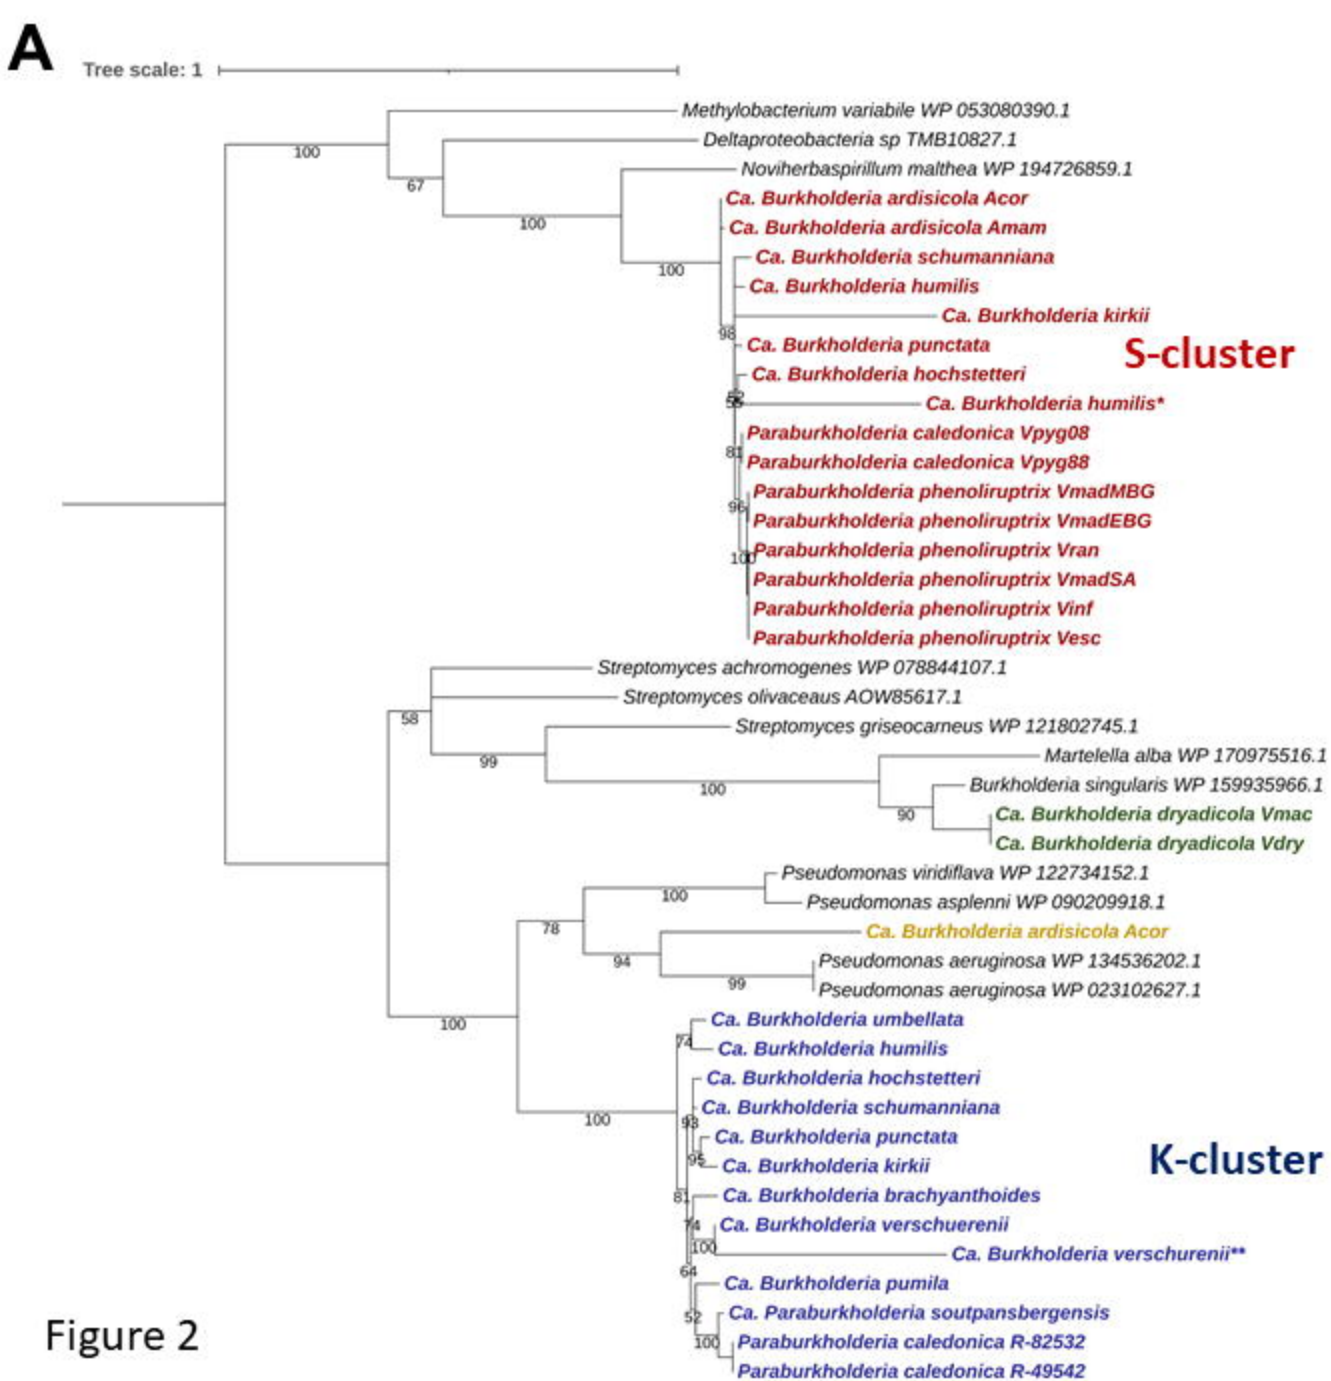 A
Tree scale: 1
Methylobacterium variabile WP 053080390.1
100
Deltaproteobacteria sp TMB10827.1
67
Noviherbaspirillum malthea WP 194726859.1
100
Ca. Burkholderia ardisicola Acor
Ca. Burkholderia ardisicola Amam
100
Ca. Burkholderia schumanniana
Ca. Burkholderia humilis
Ca. Burkholderia kirkii
98
Ca. Burkholderia punctata
S-cluster
Ca. Burkholderia hochstetteri
Ca. Burkholderia humilis*
Paraburkholderia caledonica Vpyg08
81
Paraburkholderia caledonica Vpyg88
Paraburkholderia phenoliruptrix VmadMBG
96
Paraburkholderia phenoliruptrix VmadEBG
Paraburkholderia phenoliruptrix Vran
100
Paraburkholderia phenoliruptrix VmadSA
Paraburkholderia phenoliruptrix Vinf
Paraburkholderia phenoliruptrix Vesc
Streptomyces achromogenes WP 078844107.1
Streptomyces olivaceaus AOW85617.1
58
Streptomyces griseocarneus WP 121802745.1
99
Martelella alba WP 170975516.1
100
Burkholderia singularis WP 159935966.1
90
Ca. Burkholderia dryadicola Vmac
Ca. Burkholderia dryadicola Vdry
Pseudomonas viridiflava WP 122734152.1
100
Pseudomonas asplenni WP 090209918.1
78
Ca. Burkholderia ardisicola Acor
94
Pseudomonas aeruginosa WP 134536202.1
99
Pseudomonas aeruginosa WP 023102627.1
100
Ca. Burkholderia umbellata
74
Ca. Burkholderia humilis
Ca. Burkholderia hochstetteri
100
Ca. Burkholderia schumanniana
93
Ca. Burkholderia punctata
95
Ca. Burkholderia kirkii
K-cluster
81
Ca. Burkholderia brachyanthoides
74
Ca. Burkholderia verschuerenii
100
Ca. Burkholderia verschurenii**
64
Ca. Burkholderia pumila
52
Ca. Paraburkholderia soutpansbergensis
100
Paraburkholderia caledonica R-82532
Paraburkholderia caledonica R-49542
Figure 2